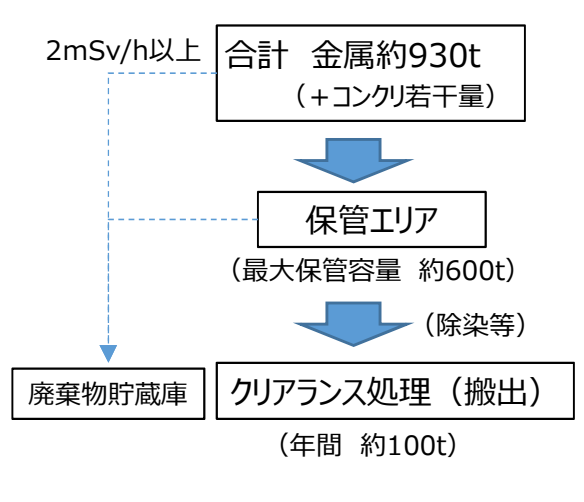 2mSv/h以上
合計 金属約930t
（＋コンクリ若干量）
保管エリア
（最大保管容量 約600t）
（除染等）
廃棄物貯蔵庫
クリアランス処理（搬出）
（年間 約100t）